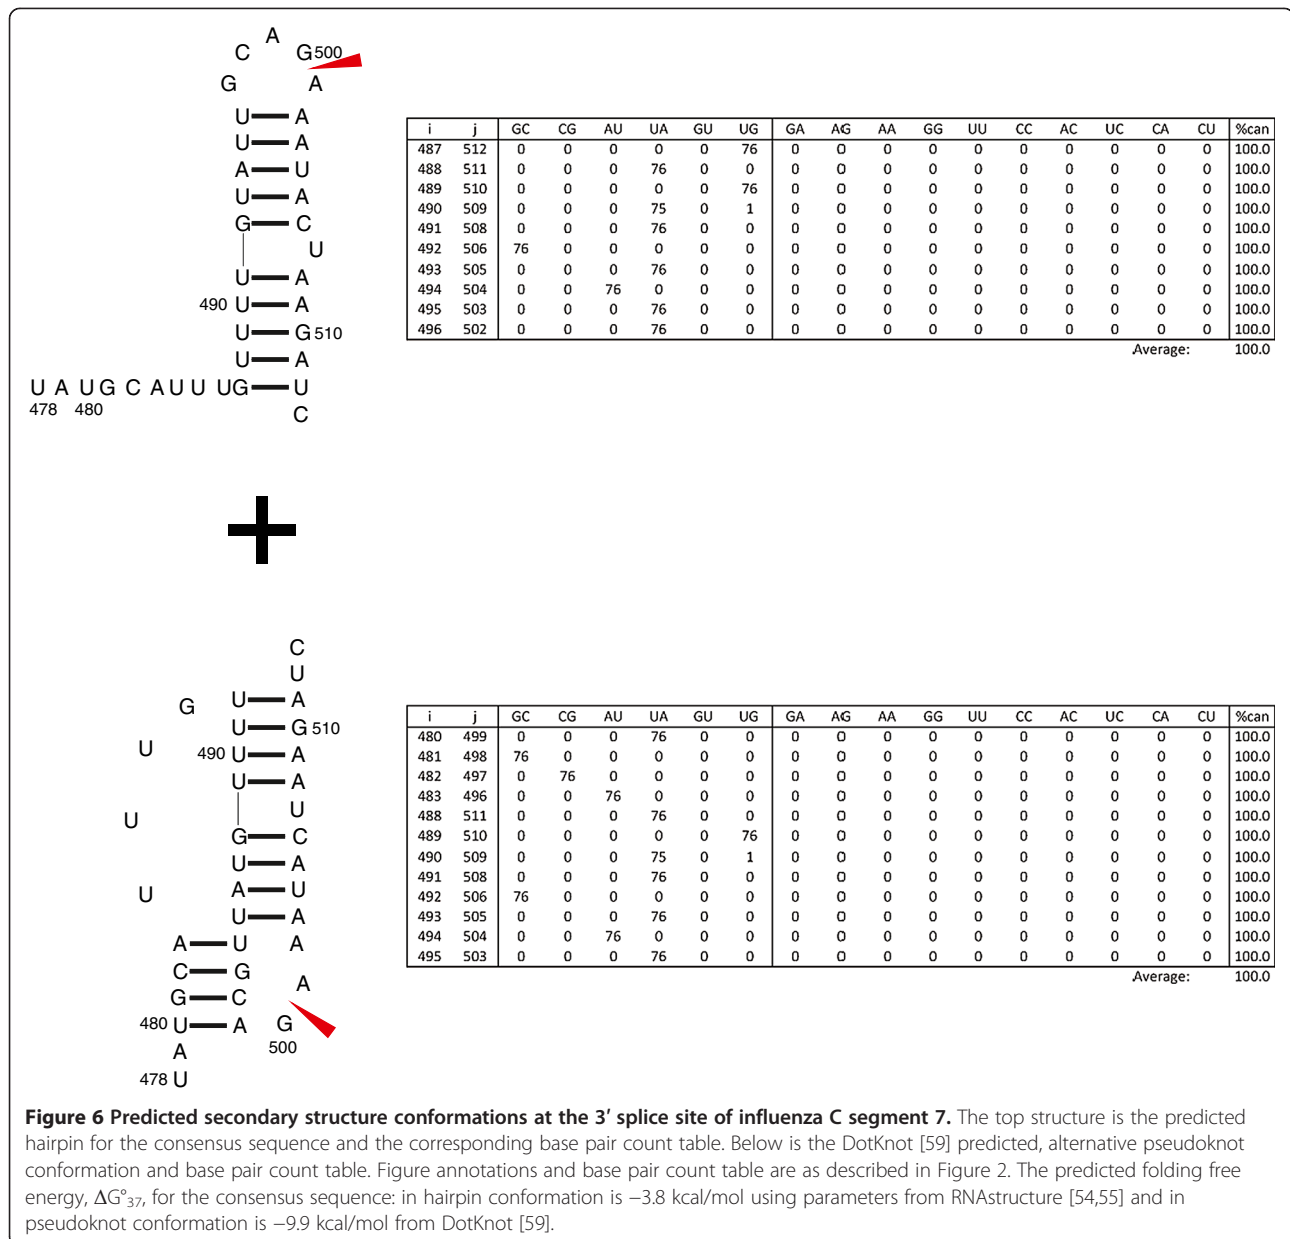 A
C G500
G A
U A
U A
A U
U A
G C
U
U A
490 U A
U G 510
U A
U A U G C A U U U G U
478 480 C
i j GC CG AU UA GU UG GA AG AA GG UU CC AC UC CA CU %can
487 512 0 0 0 0 0 76 0 0 0 0 0 0 0 0 0 0 100.0
488 511 0 0 0 76 0 0 0 0 0 0 0 0 0 0 0 0 100.0
489 510 0 0 0 0 0 76 0 0 0 0 0 0 0 0 0 0 100.0
490 509 0 0 0 75 0 1 0 0 0 0 0 0 0 0 0 0 100.0
491 508 0 0 0 76 0 0 0 0 0 0 0 0 0 0 0 0 100.0
492 506 76 0 0 0 0 0 0 0 0 0 0 0 0 0 0 0 100.0
493 505 0 0 0 76 0 0 0 0 0 0 0 0 0 0 0 0 100.0
494 504 0 0 76 0 0 0 0 0 0 0 0 0 0 0 0 0 100.0
495 503 0 0 0 76 0 0 0 0 0 0 0 0 0 0 0 0 100.0
496 502 0 0 0 76 0 0 0 0 0 0 0 0 0 0 0 0 100.0
Average: 100.0
+
C
U
G U A
U G 510
U 490 U A
U A
U U
G C
U A
U A U
U A
A U A
C G A
G C
480 U A G
A 500
478 U
i j GC CG AU UA GU UG GA AG AA GG UU CC AC UC CA CU %can
480 499 0 0 0 76 0 0 0 0 0 0 0 0 0 0 0 0 100.0
481 498 76 0 0 0 0 0 0 0 0 0 0 0 0 0 0 0 100.0
482 497 0 76 0 0 0 0 0 0 0 0 0 0 0 0 0 0 100.0
483 496 0 0 76 0 0 0 0 0 0 0 0 0 0 0 0 0 100.0
488 511 0 0 0 76 0 0 0 0 0 0 0 0 0 0 0 0 100.0
489 510 0 0 0 0 0 76 0 0 0 0 0 0 0 0 0 0 100.0
490 509 0 0 0 75 0 1 0 0 0 0 0 0 0 0 0 0 100.0
491 508 0 0 0 76 0 0 0 0 0 0 0 0 0 0 0 0 100.0
492 506 76 0 0 0 0 0 0 0 0 0 0 0 0 0 0 0 100.0
493 505 0 0 0 76 0 0 0 0 0 0 0 0 0 0 0 0 100.0
494 504 0 0 76 0 0 0 0 0 0 0 0 0 0 0 0 0 100.0
495 503 0 0 0 76 0 0 0 0 0 0 0 0 0 0 0 0 100.0
Average: 100.0
Figure 6 Predicted secondary structure conformations at the 3′ splice site of influenza C segment 7. The top structure is the predicted
hairpin for the consensus sequence and the corresponding base pair count table. Below is the DotKnot [59] predicted, alternative pseudoknot
conformation and base pair count table. Figure annotations and base pair count table are as described in Figure 2. The predicted folding free
energy, ΔG°37, for the consensus sequence: in hairpin conformation is −3.8 kcal/mol using parameters from RNAstructure [54,55] and in
pseudoknot conformation is −9.9 kcal/mol from DotKnot [59].